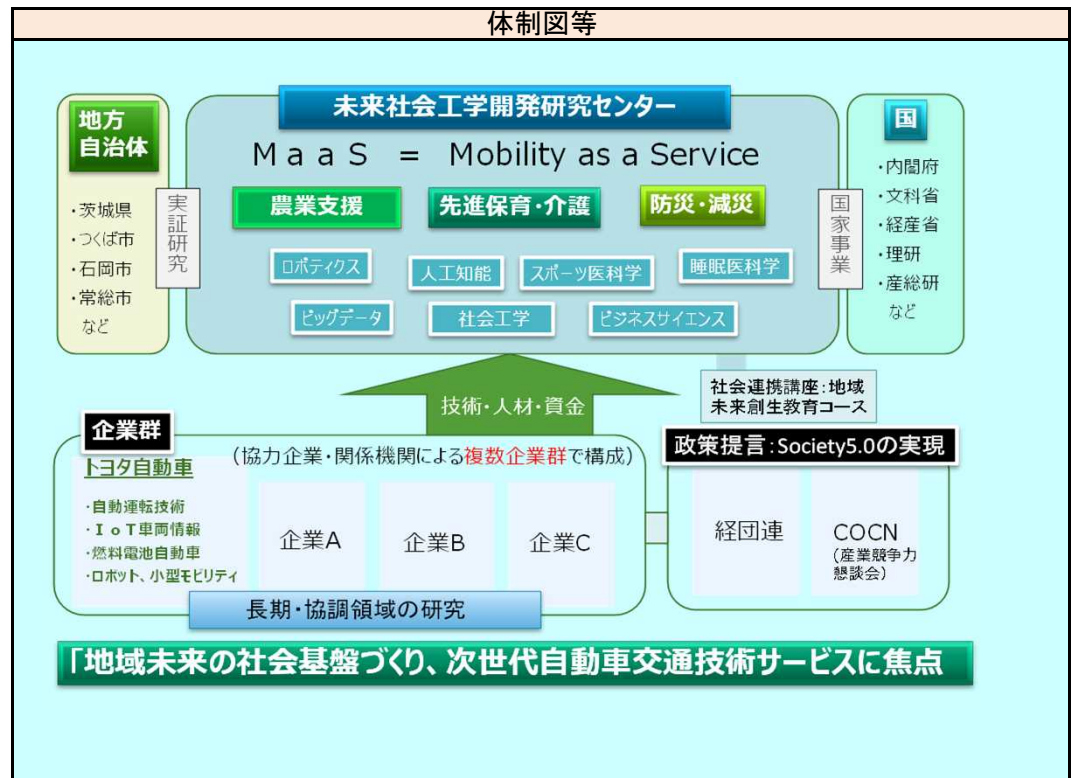 体制図等
未来社会工学開発研究センター
MaaS = Mobility as a Service
地方
自治体
・茨城県
・つくば市
・石岡市
・常総市
など
実証研究
農業支援
先進保育・介護
防災・減災
ロボティクス
人工知能
スポーツ医科学
睡眠医科学
ビッグデータ
社会工学
ビジネスサイエンス
国家事業
国
・内閣府
・文科省
・経産省
・理研
・産総研
など
技術・人材・資金
社会連携講座:地域
未来創生教育コース
企業群
(協力企業・関係機関による複数企業群で構成)
トヨタ自動車
・自動運転技術
・IoT車両情報
・燃料電池自動車
・ロボット、小型モビリティ
企業A
企業B
企業C
長期・協調領域の研究
政策提言:Society5.0の実現
経団連
COCN
(産業競争力
懇談会)
「地域未来の社会基盤づくり、次世代自動車交通技術サービスに焦点